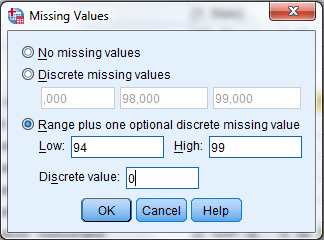 Missing Values
No missing values
Discrete missing values
,000 98,000 99,000
Range plus one optional discrete missing value
Low: 94 High: 99
Discrete value: 0
OK Cancel Help